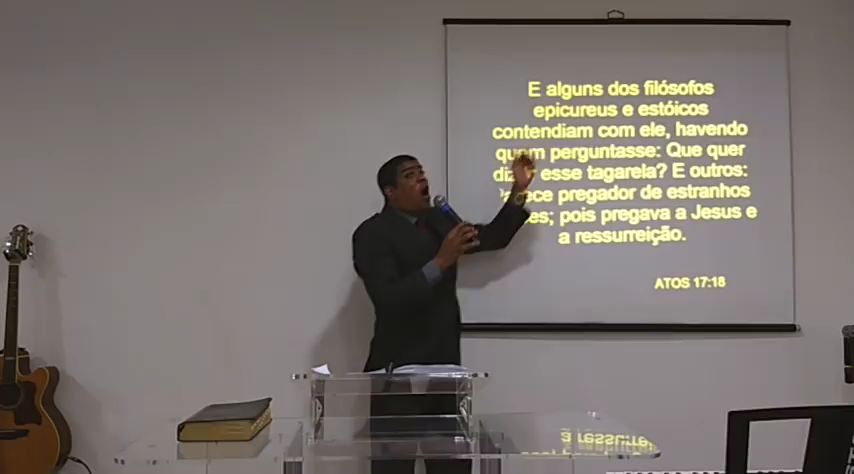 E alguns dos filósofos
epicureus e estóicos
contendiam com ele, havendo
quem perguntasse: Que quer
esse tagarela? E outros:
pregador de estranhos
pois pregava a Jesus e
a ressurreição.
ATOS 17:18